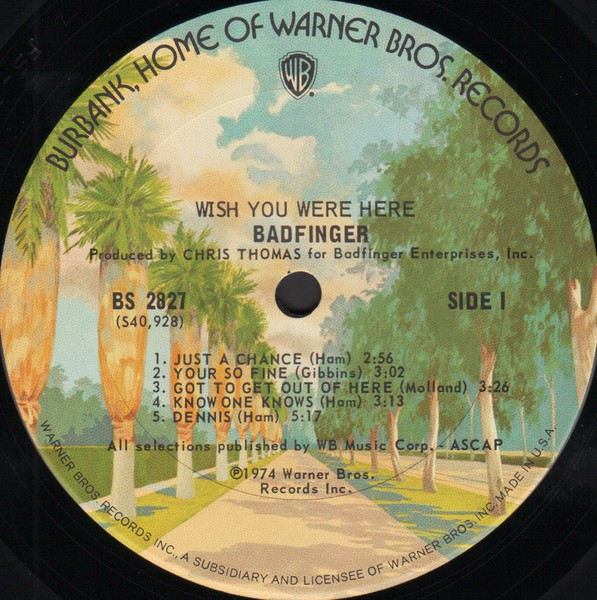 BURBANK, HOME OF WARNER BROS. RECORDS
WB
WISH YOU WERE HERE
BADFINGER
Produced by CHRIS THOMAS for Badfinger Enterprises, Inc.
BS 2827 SIDE I
(S40,928)
1. JUST A CHANCE (Ham) 2:56
2. YOUR SO FINE (Gibbins) 3:02
3. GOT TO GET OUT OF HERE (Molland) 3:26
4. KNOW ONE KNOWS (Ham) 3:13
5. DENNIS (Ham) 5:17
All selections published by WB Music Corp. - ASCAP
℗1974 Warner Bros.
Records Inc.
WARNER BROS. RECORDS INC., A SUBSIDIARY AND LICENSEE OF WARNER BROS. INC. MADE IN U.S.A.